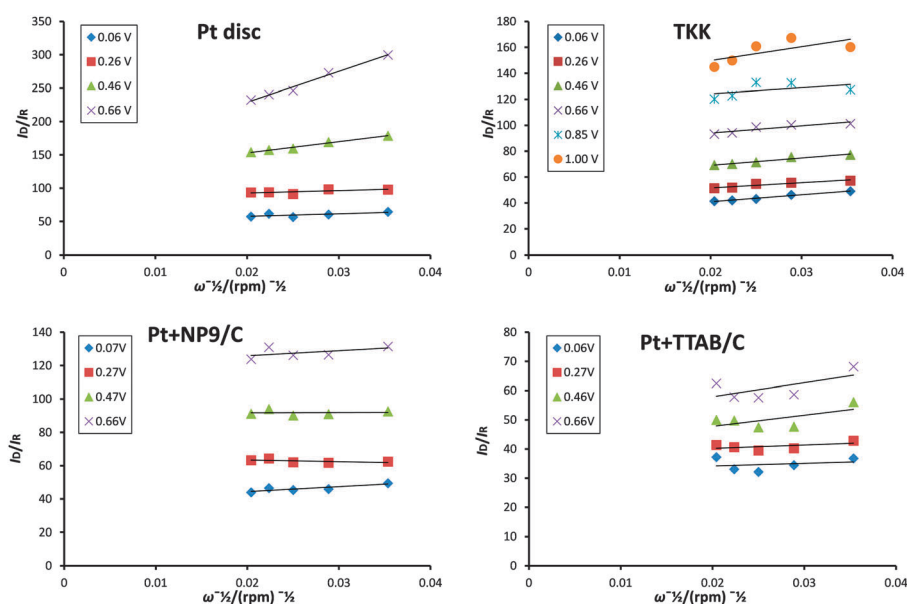 Pt disc
0.06 V
0.26 V
0.46 V
0.66 V
350
300
250
200
150
100
50
0
I_D/I_R
0 0.01 0.02 0.03 0.04
ω⁻½/(rpm) ⁻½
TKK
0.06 V
0.26 V
0.46 V
0.66 V
0.85 V
1.00 V
180
160
140
120
100
80
60
40
20
0
I_D/I_R
0 0.01 0.02 0.03 0.04
ω⁻½/(rpm) ⁻½
Pt+NP9/C
0.07V
0.27V
0.47V
0.66V
140
120
100
80
60
40
20
0
I_D/I_R
0 0.01 0.02 0.03 0.04
ω⁻½/(rpm) ⁻½
Pt+TTAB/C
0.06V
0.27V
0.46V
0.66V
80
70
60
50
40
30
20
10
0
I_D/I_R
0 0.01 0.02 0.03 0.04
ω⁻½/(rpm) ⁻½